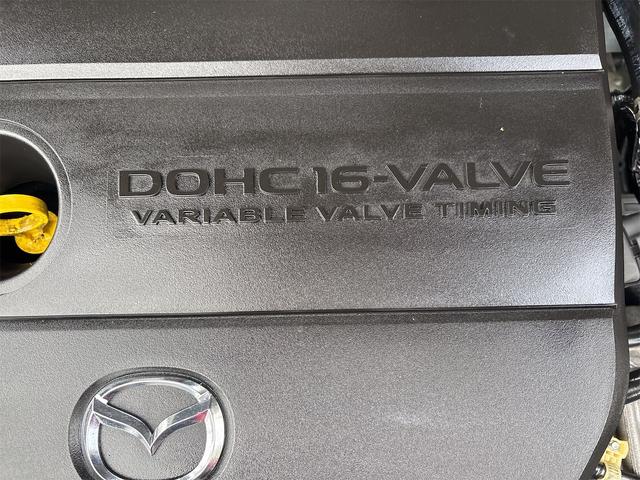 DOHC 16-VALVE
VARIABLE VALVE TIMING